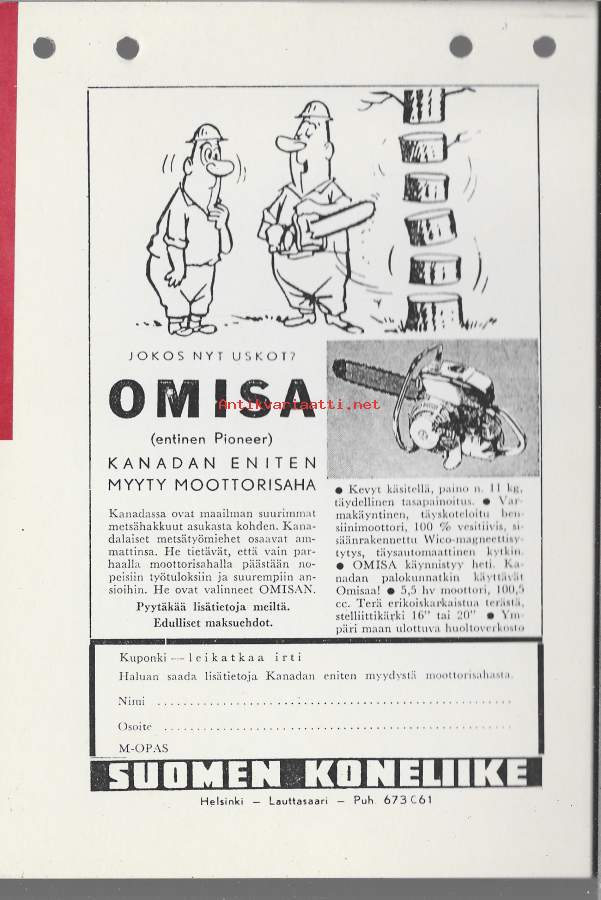 JOKOS NYT USKOT?
OMISA
Antikvariaatti.net
(entinen Pioneer)
KANADAN ENITEN
MYYTY MOOTTORISAHA
Kanadassa ovat maailman suurimmat
metsähakkuut asukasta kohden. Kana-
dalaiset metsätyömiehet osaavat am-
mattinsa. He tietävät, että vain par-
haalla moottorisahalla päästään no-
peisiin työtuloksiin ja suurempiin an-
sioihin. He ovat valinneet OMISAN.
Pyytäkää lisätietoja meiltä.
Edulliset maksuehdot.
● Kevyt käsitellä, paino n. 11 kg,
täydellinen tasapainoitus. ● Var-
makäyntinen, täyskoteloitu ben-
siinimoottori, 100 % vesitiivis, si-
säänrakennettu Wico-magneettisy-
tytys, täysautomaattinen kytkin.
● OMISA käynnistyy heti. Ka-
nadan palokunnatkin käyttävät
Omisaa! ● 5,5 hv moottori, 100,5
cc. Terä erikoiskarkaistua terästä,
stelliittikärki 16" tai 20" ● Ym-
päri maan ulottuva huoltoverkosto
Kuponki — leikatkaa irti
Haluan saada lisätietoja Kanadan eniten myydystä moottorisahasta.
Nimi
Osoite
M-OPAS
SUOMEN KONELIIKE
Helsinki – Lauttasaari – Puh. 673 661